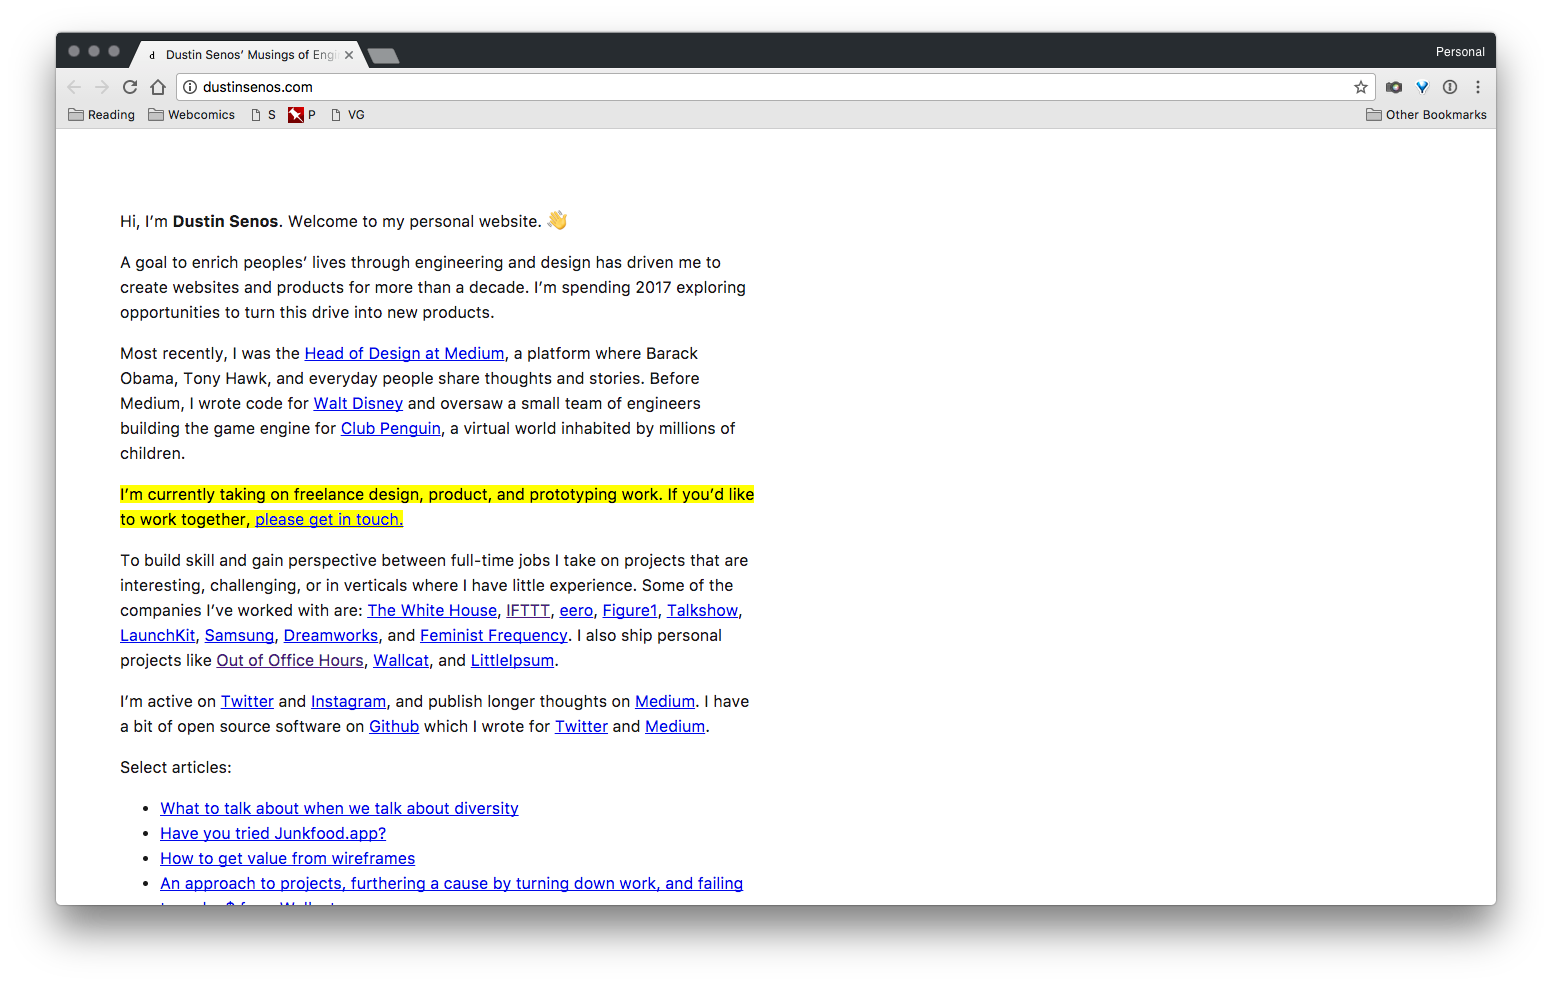 d Dustin Senos’ Musings of Engi
Personal
dustinsenos.com
Reading Webcomics S P VG Other Bookmarks
Hi, I’m Dustin Senos. Welcome to my personal website. 👋
A goal to enrich peoples’ lives through engineering and design has driven me to
create websites and products for more than a decade. I’m spending 2017 exploring
opportunities to turn this drive into new products.
Most recently, I was the Head of Design at Medium, a platform where Barack
Obama, Tony Hawk, and everyday people share thoughts and stories. Before
Medium, I wrote code for Walt Disney and oversaw a small team of engineers
building the game engine for Club Penguin, a virtual world inhabited by millions of
children.
I’m currently taking on freelance design, product, and prototyping work. If you’d like
to work together, please get in touch.
To build skill and gain perspective between full-time jobs I take on projects that are
interesting, challenging, or in verticals where I have little experience. Some of the
companies I’ve worked with are: The White House, IFTTT, eero, Figure1, Talkshow,
LaunchKit, Samsung, Dreamworks, and Feminist Frequency. I also ship personal
projects like Out of Office Hours, Wallcat, and LittleIpsum.
I’m active on Twitter and Instagram, and publish longer thoughts on Medium. I have
a bit of open source software on Github which I wrote for Twitter and Medium.
Select articles:
• What to talk about when we talk about diversity
• Have you tried Junkfood.app?
• How to get value from wireframes
• An approach to projects, furthering a cause by turning down work, and failing